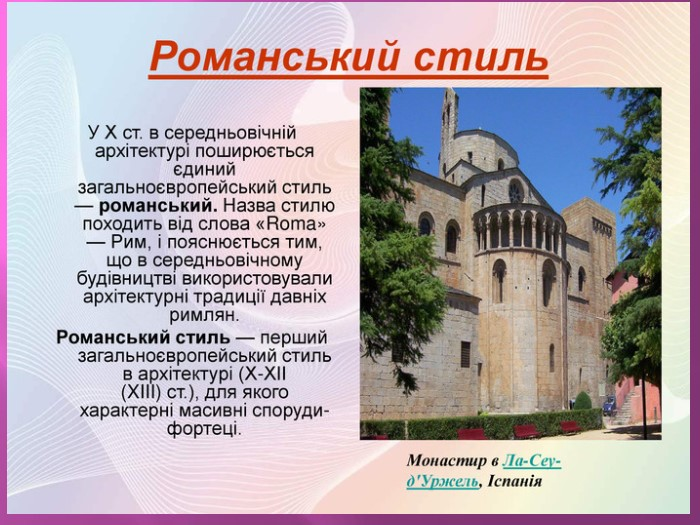 Романський стиль
У X ст. в середньовічній
архітектурі поширюється
єдиний
загальноєвропейський стиль
— романський. Назва стилю
походить від слова «Roma»
— Рим, і пояснюється тим,
що в середньовічному
будівництві використовували
архітектурні традиції давніх
римлян.
Романський стиль — перший
загальноєвропейський стиль
в архітектурі (X-XII
(XIII) ст.), для якого
характерні масивні споруди-
фортеці.
Монастир в Ла-Сеу-
д'Уржель, Іспанія